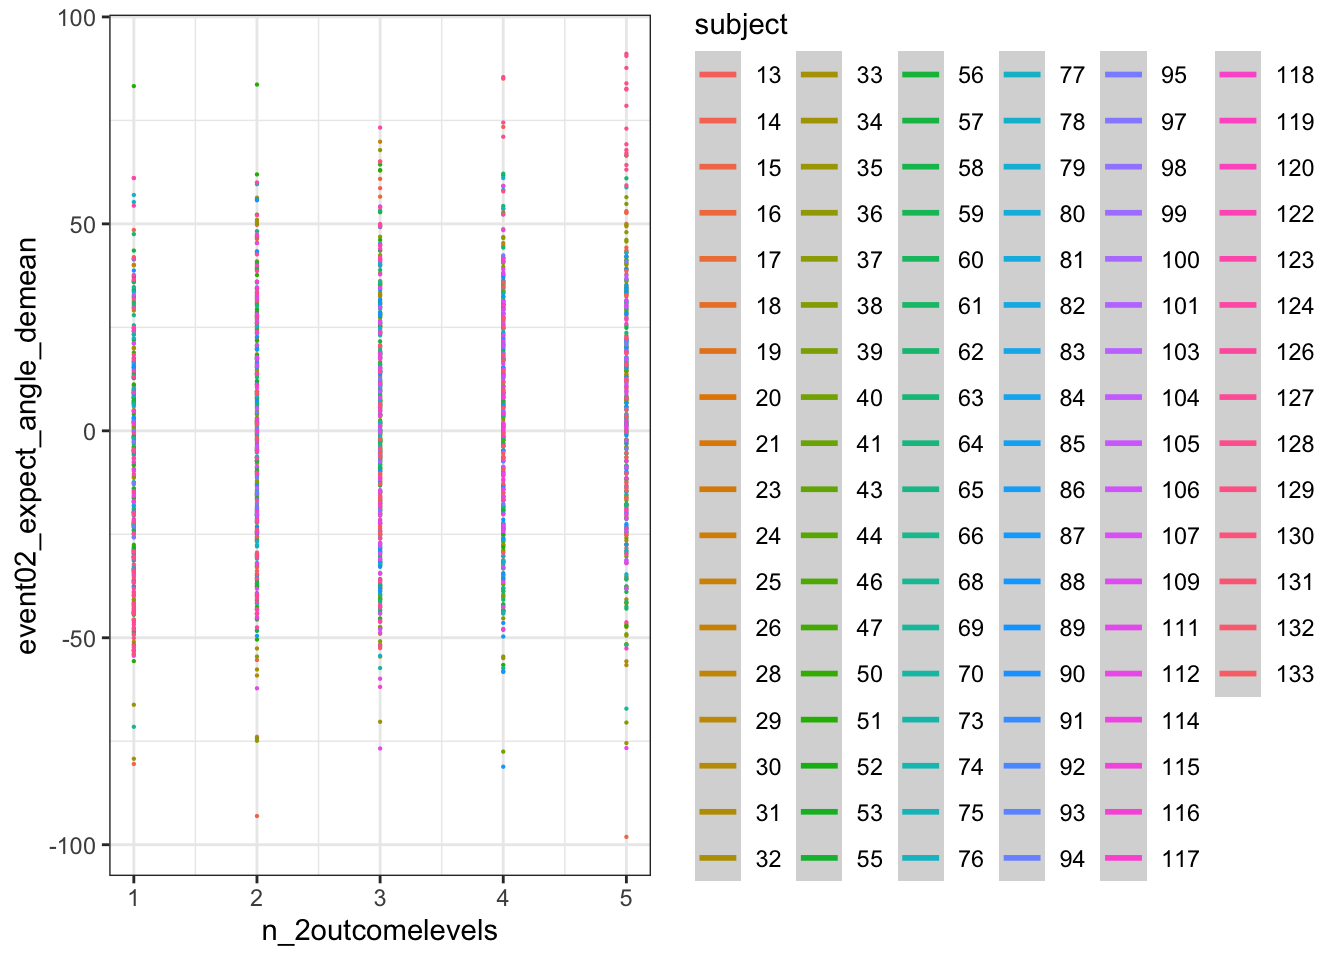 event02_expect_angle_demean
100
50
0
-50
-100
1 2 3 4 5
n_2outcomelevels
subject
13 33 56 77 95 118
14 34 57 78 97 119
15 35 58 79 98 120
16 36 59 80 99 122
17 37 60 81 100 123
18 38 61 82 101 124
19 39 62 83 103 126
20 40 63 84 104 127
21 41 64 85 105 128
23 43 65 86 106 129
24 44 66 87 107 130
25 46 68 88 109 131
26 47 69 89 111 132
28 50 70 90 112 133
29 51 73 91 114
30 52 74 92 115
31 53 75 93 116
32 55 76 94 117